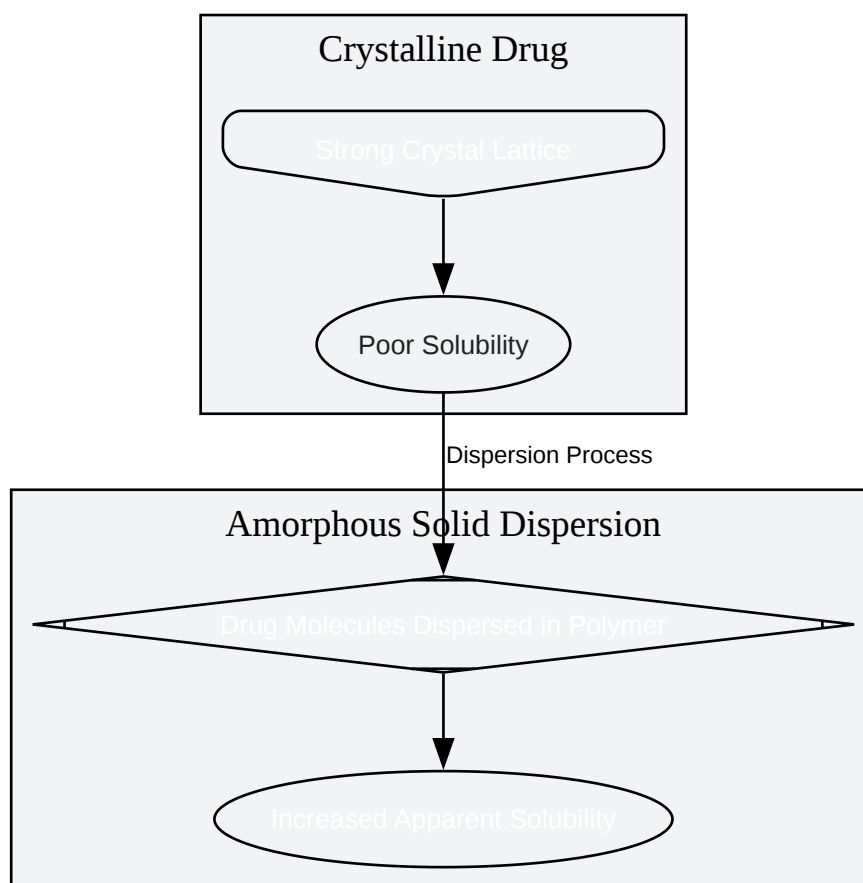 Crystalline Drug
Strong Crystal Lattice
Poor Solubility
Dispersion Process
Amorphous Solid Dispersion
Drug Molecules Dispersed in Polymer
Increased Apparent Solubility